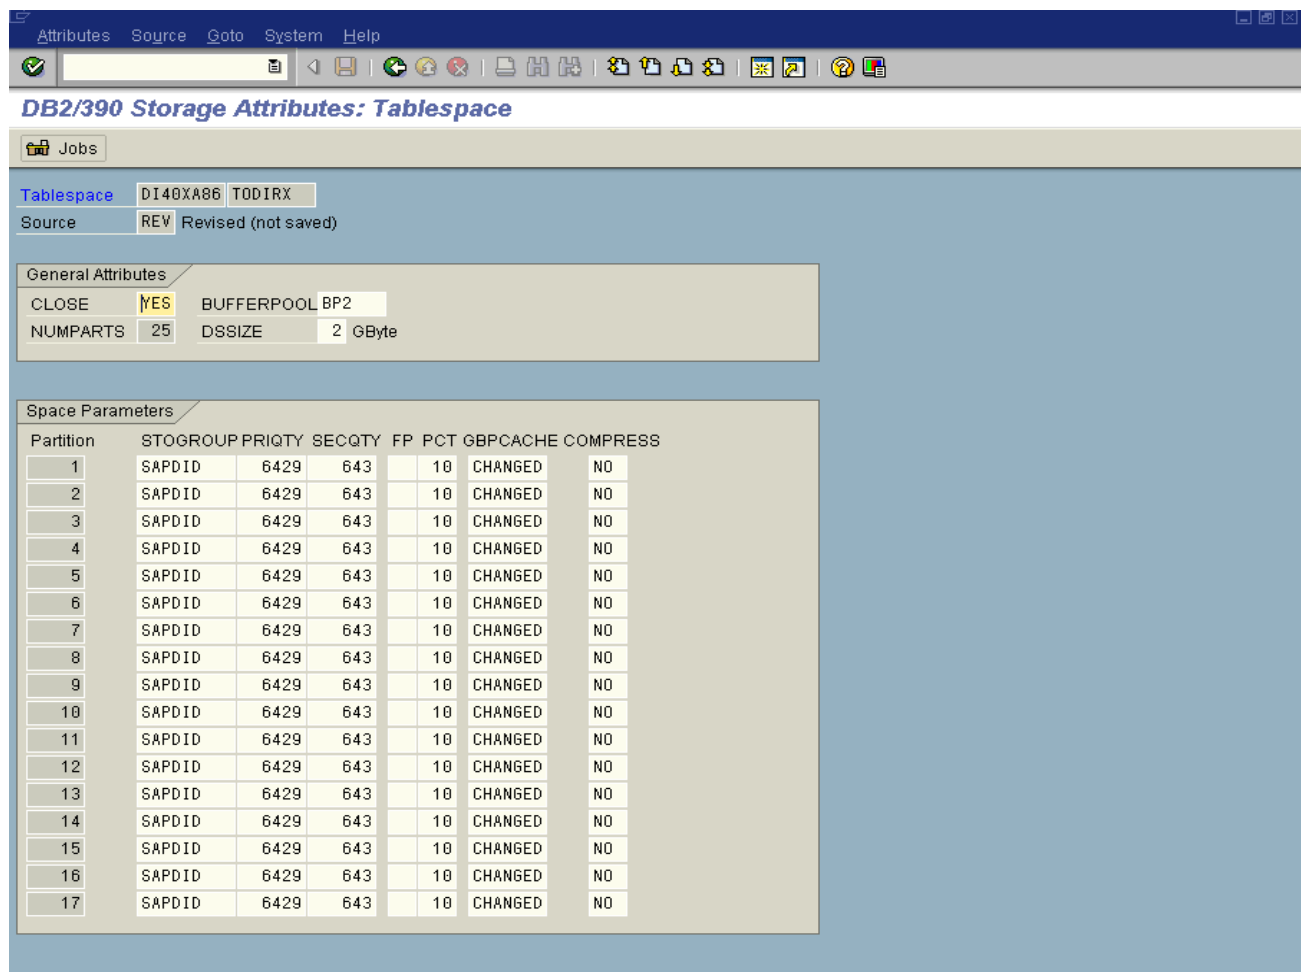 Attributes Source Goto System Help
DB2/390 Storage Attributes: Tablespace
Jobs
Tablespace DI40XA86 TODIRX
Source REV Revised (not saved)
General Attributes
CLOSE YES BUFFERPOOL BP2
NUMPARTS 25 DSSIZE 2 GByte
Space Parameters
Partition STOGROUP PRIQTY SECQTY FP PCT GBPCACHE COMPRESS
1 SAPDID 6429 643 10 CHANGED NO
2 SAPDID 6429 643 10 CHANGED NO
3 SAPDID 6429 643 10 CHANGED NO
4 SAPDID 6429 643 10 CHANGED NO
5 SAPDID 6429 643 10 CHANGED NO
6 SAPDID 6429 643 10 CHANGED NO
7 SAPDID 6429 643 10 CHANGED NO
8 SAPDID 6429 643 10 CHANGED NO
9 SAPDID 6429 643 10 CHANGED NO
10 SAPDID 6429 643 10 CHANGED NO
11 SAPDID 6429 643 10 CHANGED NO
12 SAPDID 6429 643 10 CHANGED NO
13 SAPDID 6429 643 10 CHANGED NO
14 SAPDID 6429 643 10 CHANGED NO
15 SAPDID 6429 643 10 CHANGED NO
16 SAPDID 6429 643 10 CHANGED NO
17 SAPDID 6429 643 10 CHANGED NO